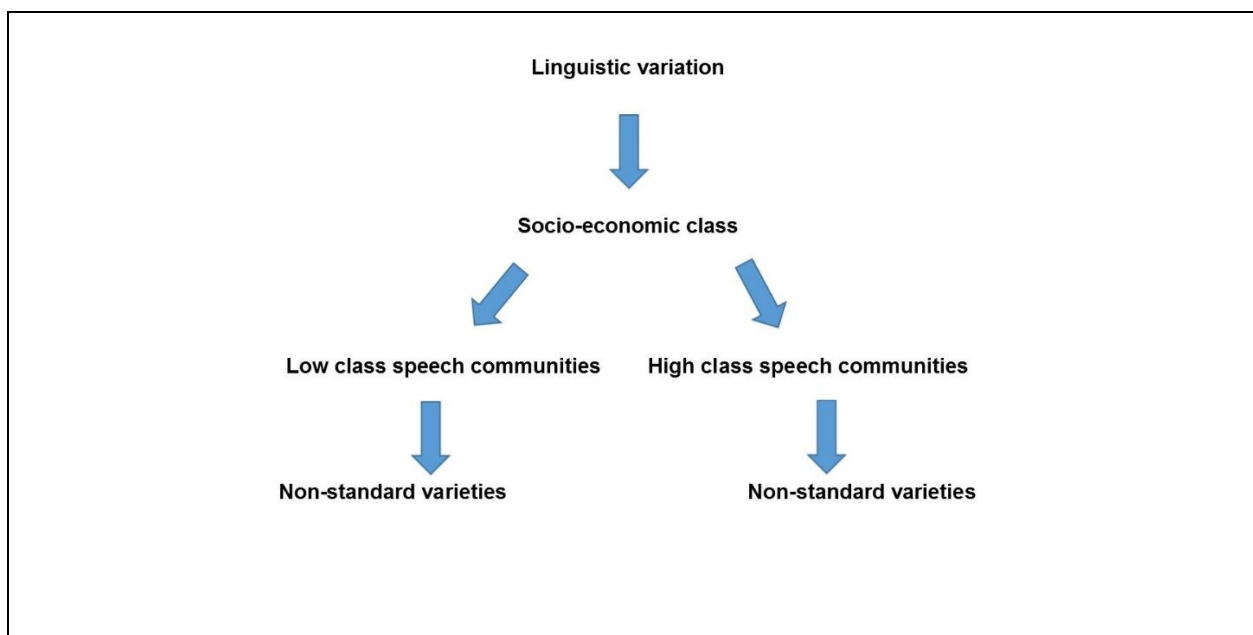 Linguistic variation
Socio-economic class
Low class speech communities
High class speech communities
Non-standard varieties
Non-standard varieties